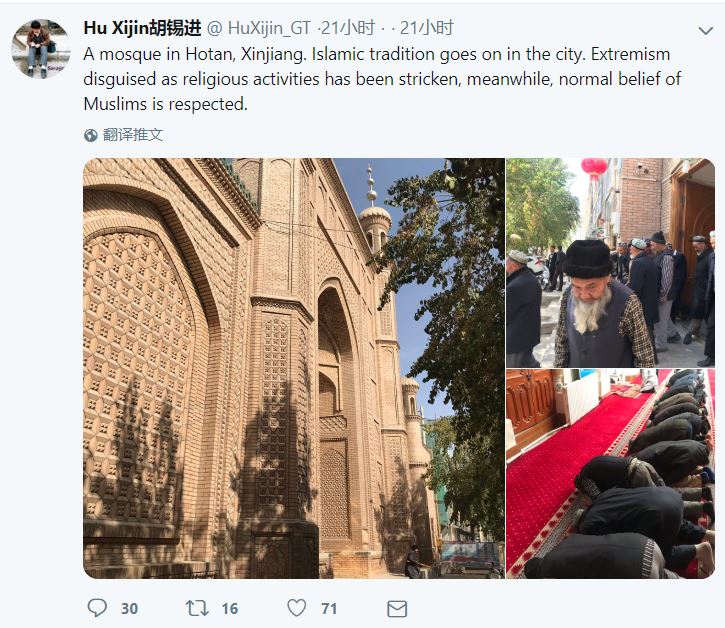 Hu Xijin胡锡进 @ HuXijin_GT ·21小时 · · 21小时
A mosque in Hotan, Xinjiang. Islamic tradition goes on in the city. Extremism
disguised as religious activities has been stricken, meanwhile, normal belief of
Muslims is respected.
翻译推文
30 16 71